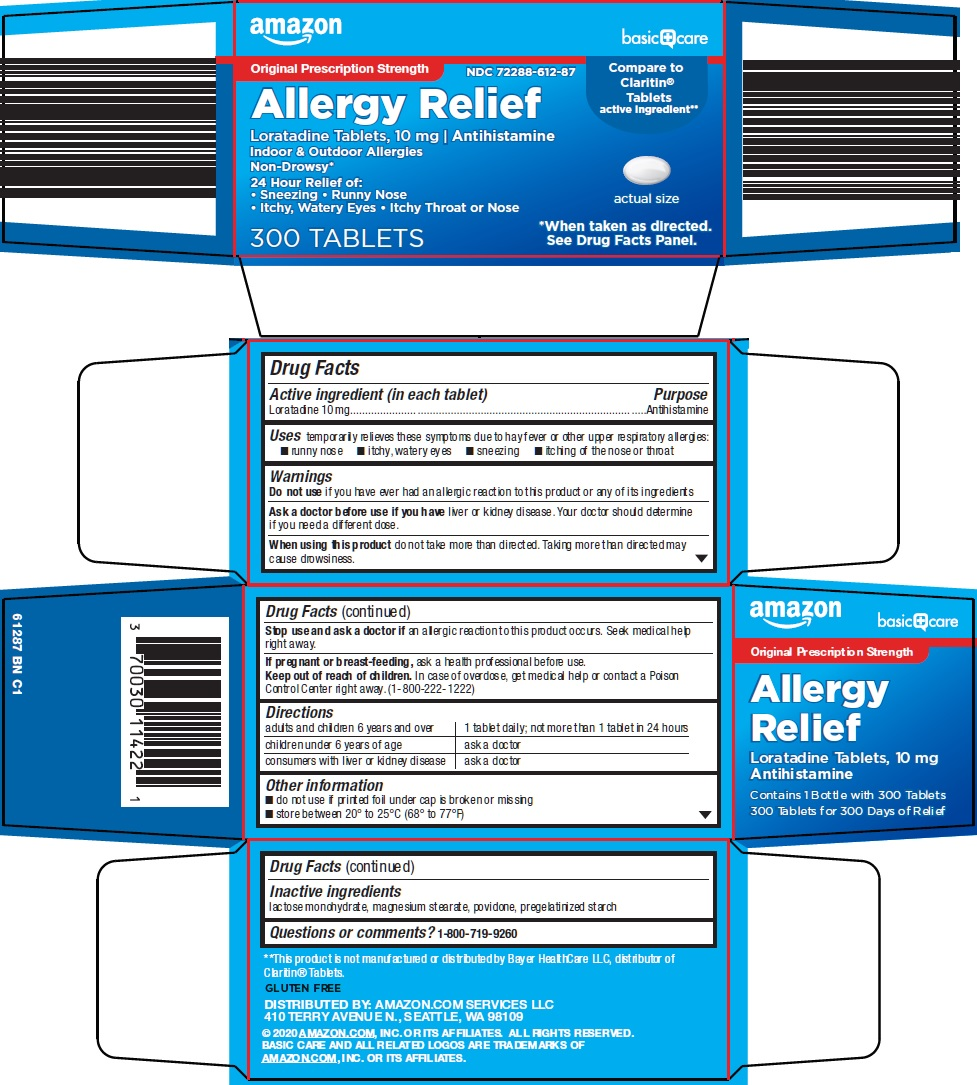 amazon
basic care
Original Prescription Strength
NDC 72288-612-87
Compare to
Claritin®
Tablets
active ingredient**
Allergy Relief
Loratadine Tablets, 10 mg | Antihistamine
Indoor & Outdoor Allergies
Non-Drowsy*
24 Hour Relief of:
• Sneezing • Runny Nose
• Itchy, Watery Eyes • Itchy Throat or Nose
actual size
300 TABLETS
*When taken as directed.
See Drug Facts Panel.
Drug Facts
Active ingredient (in each tablet) Purpose
Loratadine 10 mg............................................................................................Antihistamine
Uses temporarily relieves these symptoms due to hay fever or other upper respiratory allergies:
■ runny nose ■ itchy, watery eyes ■ sneezing ■ itching of the nose or throat
Warnings
Do not use if you have ever had an allergic reaction to this product or any of its ingredients
Ask a doctor before use if you have liver or kidney disease. Your doctor should determine
if you need a different dose.
When using this product do not take more than directed. Taking more than directed may
cause drowsiness.
61287 BN C1
3 70030 11422 1
Drug Facts (continued)
Stop use and ask a doctor if an allergic reaction to this product occurs. Seek medical help
right away.
If pregnant or breast-feeding, ask a health professional before use.
Keep out of reach of children. In case of overdose, get medical help or contact a Poison
Control Center right away. (1-800-222-1222)
Directions
adults and children 6 years and over 1 tablet daily; not more than 1 tablet in 24 hours
children under 6 years of age ask a doctor
consumers with liver or kidney disease ask a doctor
Other information
■ do not use if printed foil under cap is broken or missing
■ store between 20° to 25°C (68° to 77°F)
amazon
basic care
Original Prescription Strength
Allergy
Relief
Loratadine Tablets, 10 mg
Antihistamine
Contains 1 Bottle with 300 Tablets
300 Tablets for 300 Days of Relief
Drug Facts (continued)
Inactive ingredients
lactose monohydrate, magnesium stearate, povidone, pregelatinized starch
Questions or comments? 1-800-719-9260
**This product is not manufactured or distributed by Bayer HealthCare LLC, distributor of
Claritin® Tablets.
GLUTEN FREE
DISTRIBUTED BY: AMAZON.COM SERVICES LLC
410 TERRY AVENUE N., SEATTLE, WA 98109
© 2020 AMAZON.COM, INC. OR ITS AFFILIATES. ALL RIGHTS RESERVED.
BASIC CARE AND ALL RELATED LOGOS ARE TRADEMARKS OF
AMAZON.COM, INC. OR ITS AFFILIATES.